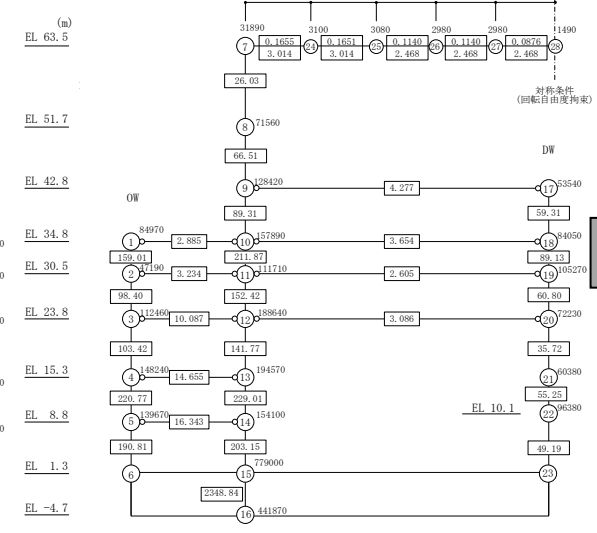 (m)
31890 3100 3080 2980 2980 1490
EL 63.5 7 0.1655 24 0.1651 25 0.1140 26 0.1140 27 0.0876 28
3.014 3.014 2.468 2.468 2.468
26.03
対称条件
(回転自由度拘束)
EL 51.7 8 71560
66.51
DW
EL 42.8 9 128420 4.277 17 53540
OW
89.31 59.31
EL 34.8 1 84970 2.885 10 157890 3.654 18 84050
159.01 211.87 89.13
EL 30.5 2 47190 3.234 11 111710 2.605 19 105270
98.40 152.42 60.80
EL 23.8 3 112460 10.087 12 188640 3.086 20 72230
103.42 141.77 35.72
EL 15.3 4 148240 14.655 13 194570 21 60380
220.77 229.01 55.25
EL 10.1 22 96380
EL 8.8 5 139670 16.343 14 154100
190.81 203.15 49.19
EL 1.3 6 15 779000 23
2348.84
EL -4.7 16 441870